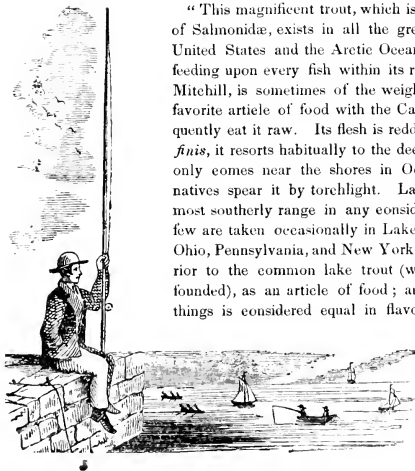 “ This magnificent trout, which is
of Salmonidæ, exists in all the gre
United States and the Arctic Ocea
feeding upon every fish within its r
Mitchill, is sometimes of the weigh
favorite article of food with the Ca
quently eat it raw. Its flesh is redd
finis, it resorts habitually to the dee
only comes near the shores in Oc
natives spear it by torchlight. La
most southerly range in any consid
few are taken occasionally in Lake
Ohio, Pennsylvania, and New York
rior to the common lake trout (w
founded), as an article of food ; an
things is considered equal in flavo